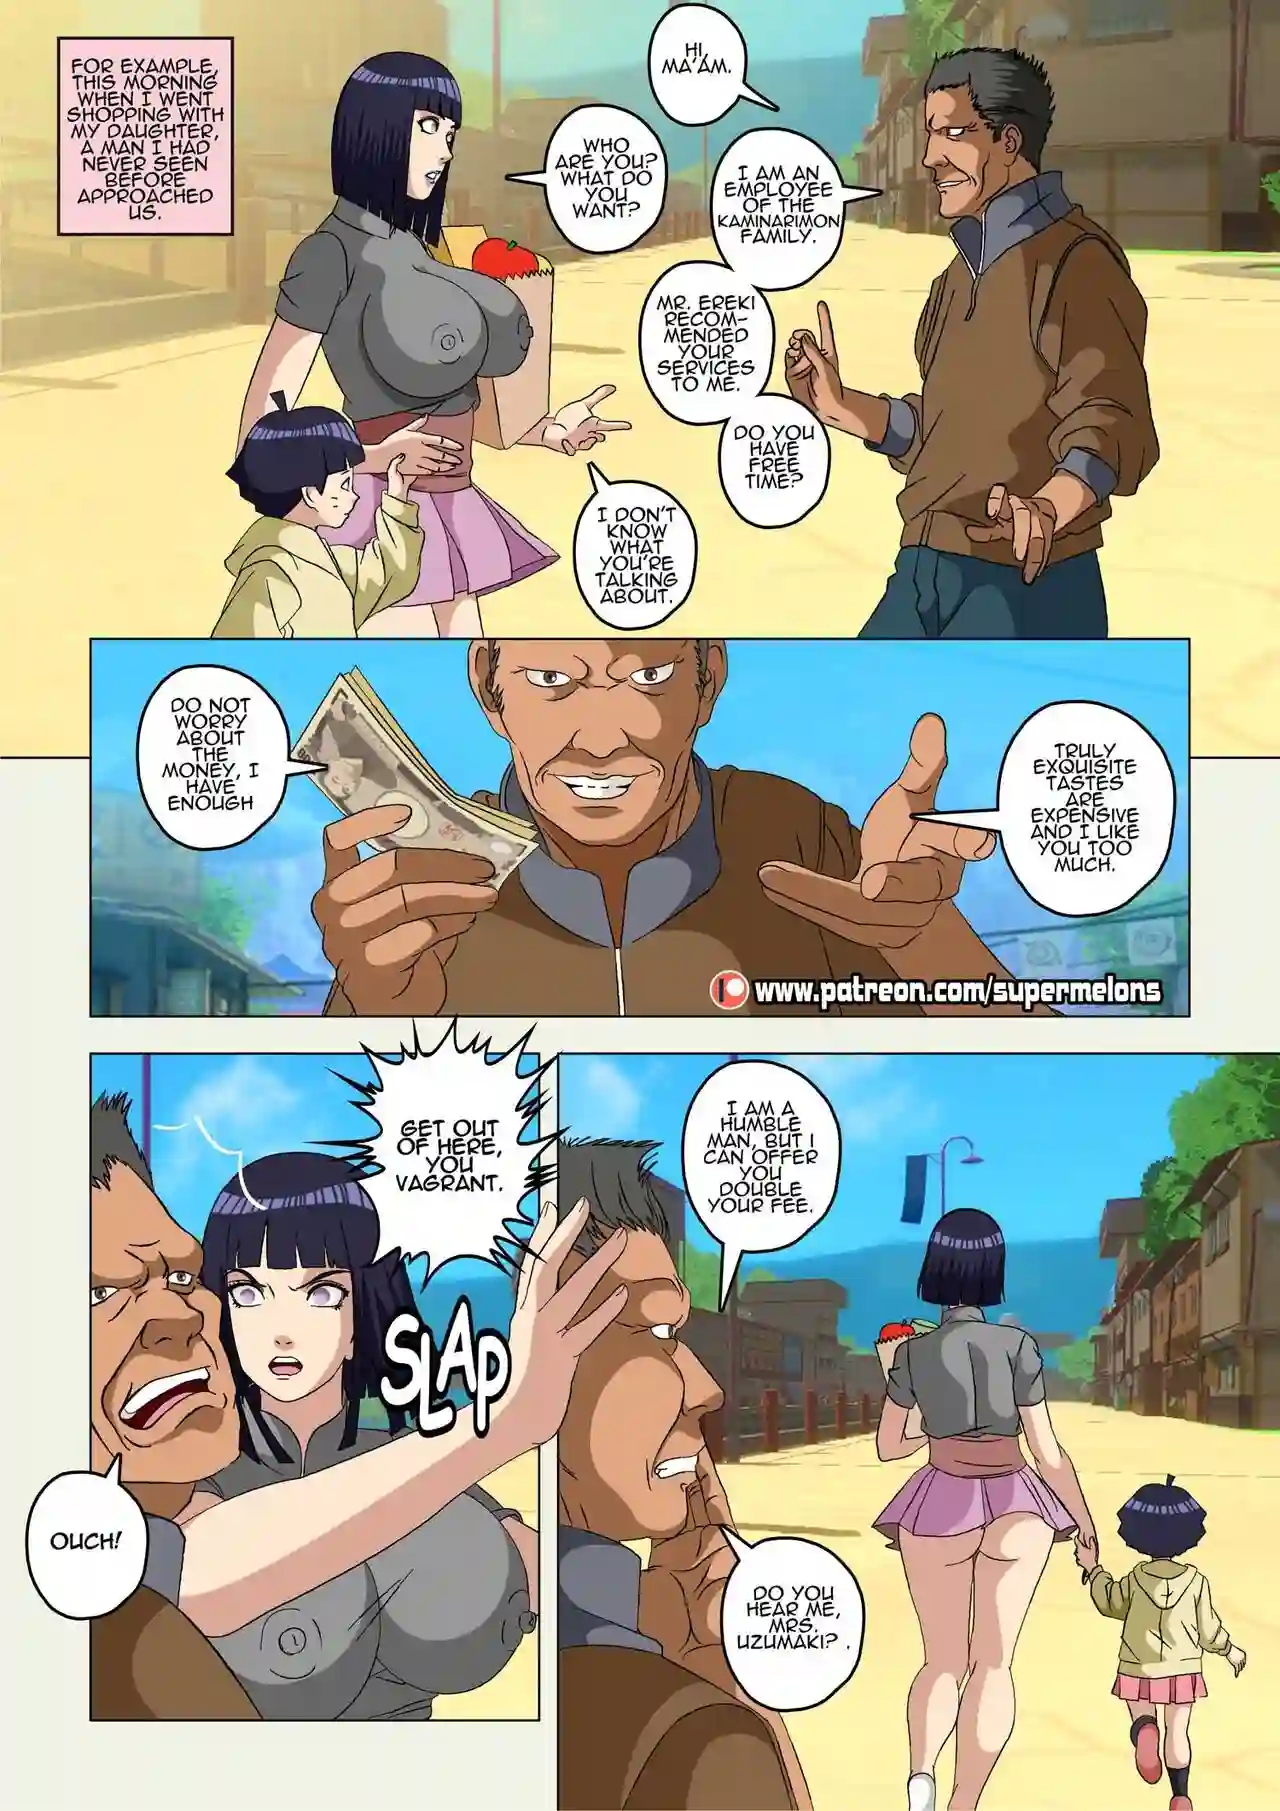 FOR EXAMPLE,
THIS MORNING
WHEN I WENT
SHOPPING WITH
MY DAUGHTER,
A MAN I HAD
NEVER SEEN
BEFORE
APPROACHED
US.
HI,
MA'AM.
WHO
ARE YOU?
WHAT DO
YOU
WANT?
I AM AN
EMPLOYEE
OF THE
KAMINARIMON
FAMILY.
MR. EREKI
RECOM-
MENDED
YOUR
SERVICES
TO ME.
DO YOU
HAVE
FREE
TIME?
I DON'T
KNOW
WHAT
YOU'RE
TALKING
ABOUT.
DO NOT
WORRY
ABOUT
THE
MONEY, I
HAVE
ENOUGH
TRULY
EXQUISITE
TASTES
ARE
EXPENSIVE
AND I LIKE
YOU TOO
MUCH.
www.patreon.com/supermelons
GET OUT
OF HERE,
YOU
VAGRANT.
SLAP
OUCH!
I AM A
HUMBLE
MAN, BUT I
CAN OFFER
YOU
DOUBLE
YOUR FEE.
DO YOU
HEAR ME,
MRS.
UZUMAKI? .